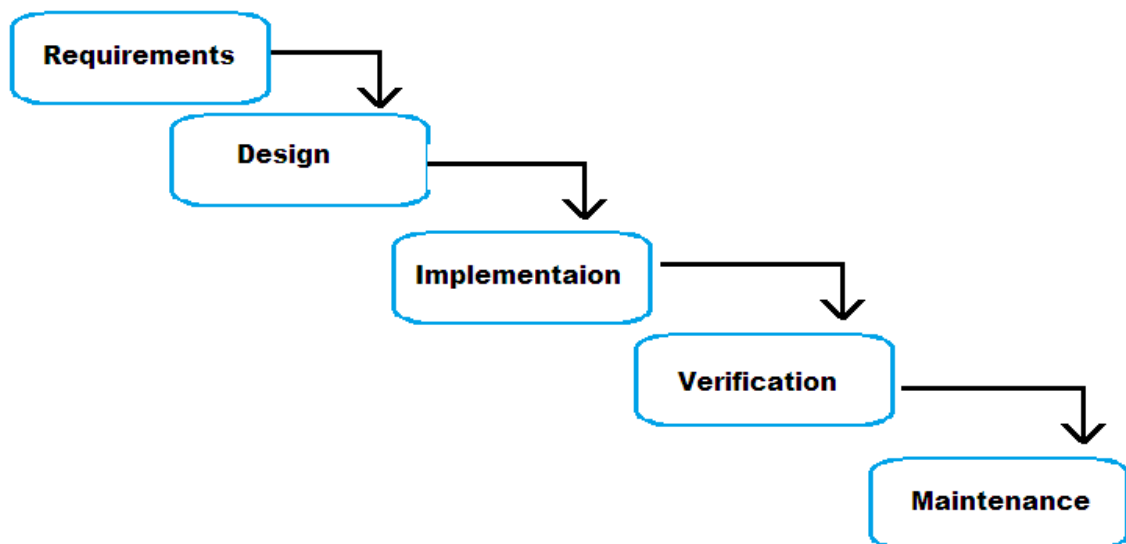 Requirements
Design
Implementaion
Verification
Maintenance